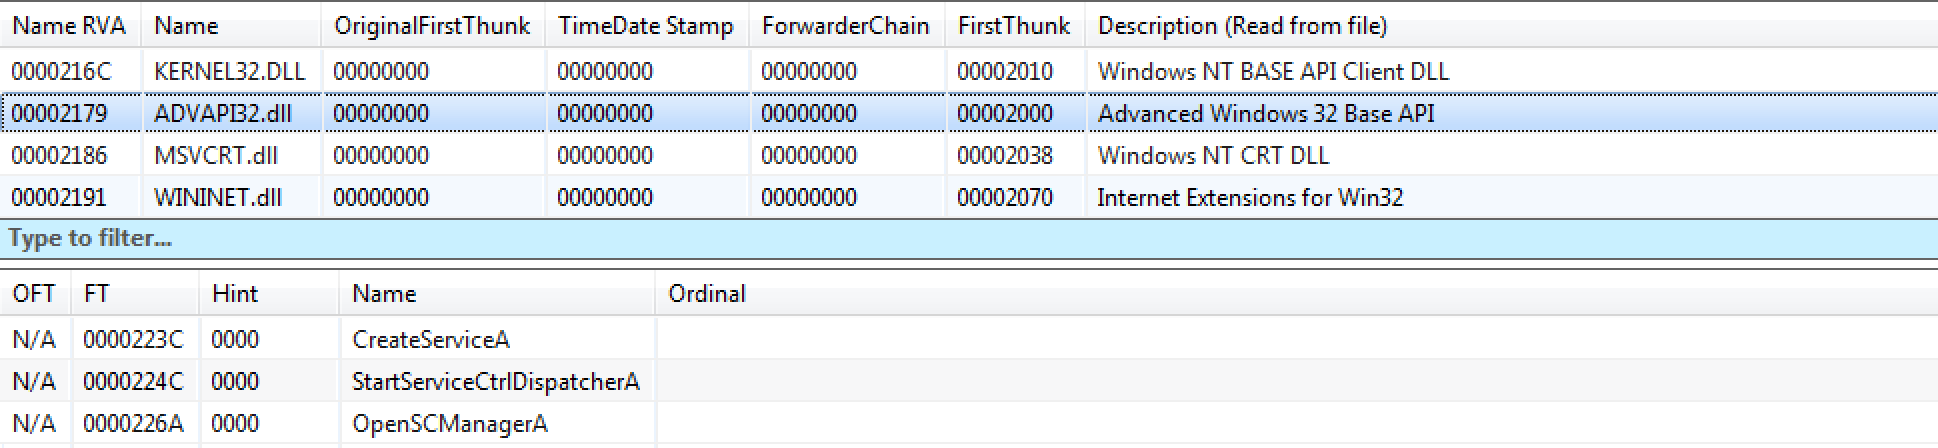 Name RVA Name OriginalFirstThunk TimeDate Stamp ForwarderChain FirstThunk Description (Read from file)
0000216C KERNEL32.DLL 00000000 00000000 00000000 00002010 Windows NT BASE API Client DLL
00002179 ADVAPI32.dll 00000000 00000000 00000000 00002000 Advanced Windows 32 Base API
00002186 MSVCRT.dll 00000000 00000000 00000000 00002038 Windows NT CRT DLL
00002191 WININET.dll 00000000 00000000 00000000 00002070 Internet Extensions for Win32
Type to filter...
OFT FT Hint Name Ordinal
N/A 0000223C 0000 CreateServiceA
N/A 0000224C 0000 StartServiceCtrlDispatcherA
N/A 0000226A 0000 OpenSCManagerA